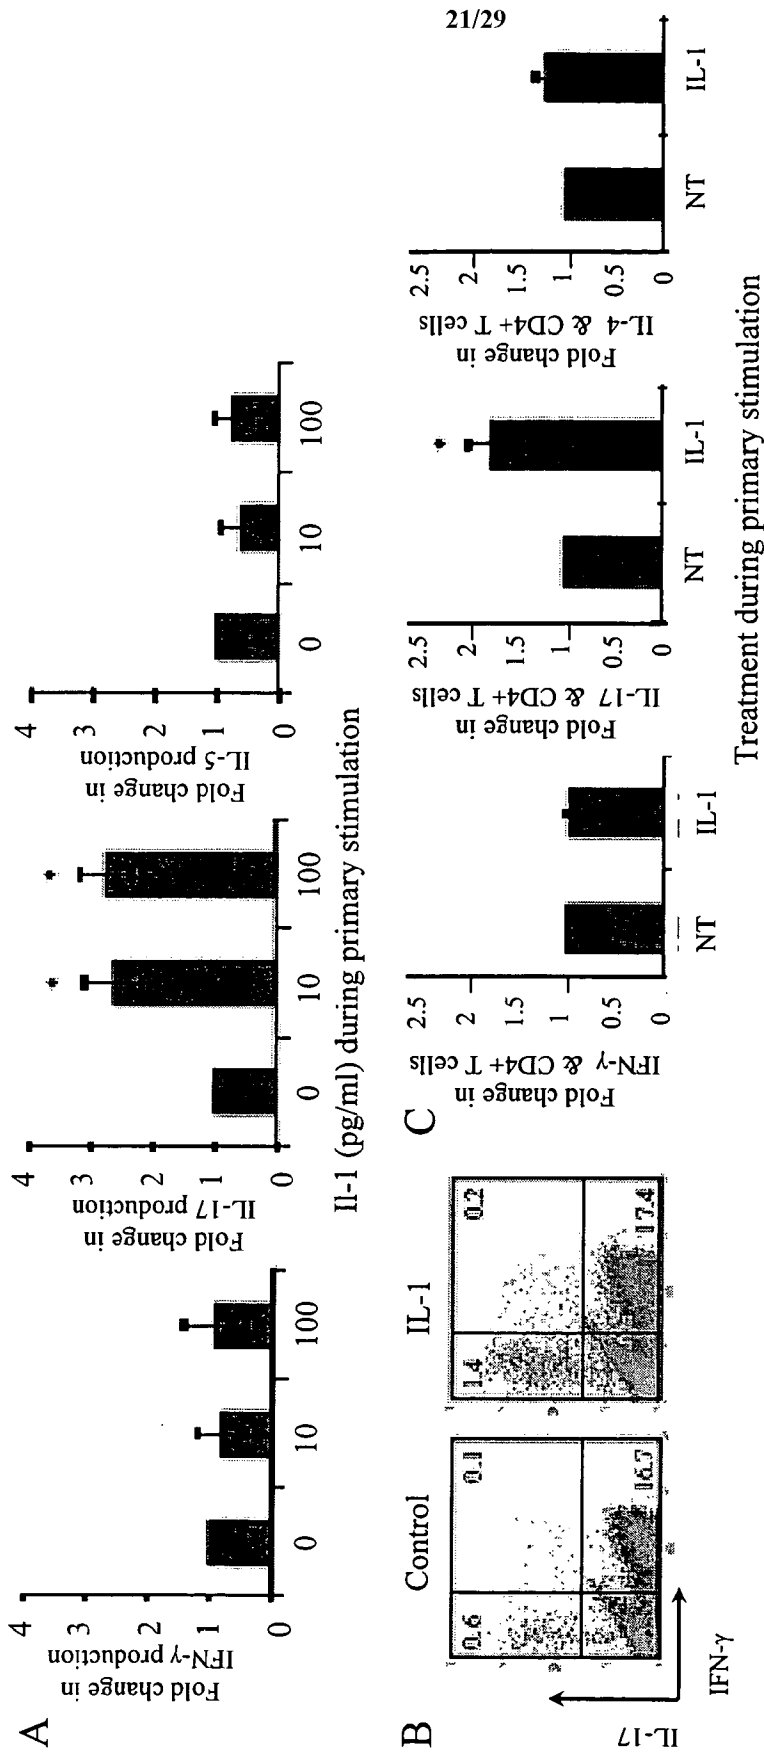 21/29
A
Fold change in
IFN-γ production
4
3
2
1
0
0
10
100
Fold change in
IL-17 production
4
3
2
1
0
0
10
100
Fold change in
IL-5 production
4
3
2
1
0
0
10
100
Il-1 (pg/ml) during primary stimulation
B
Control
0.6
0.1
16.7
IL-1
1.4
0.2
17.4
IL-17
IFN-γ
C
Fold change in
IFN-γ & CD4+ T cells
2.5
2
1.5
1
0.5
0
NT
IL-1
Fold change in
IL-17 & CD4+ T cells
2.5
2
1.5
1
0.5
0
NT
IL-1
Fold change in
IL-4 & CD4+ T cells
2.5
2
1.5
1
0.5
0
NT
IL-1
Treatment during primary stimulation